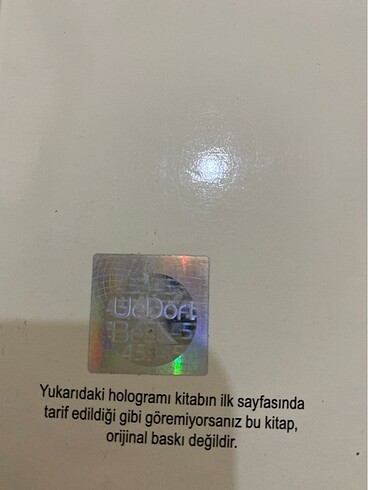 ÜçDört
Beş
Yukarıdaki hologramı kitabın ilk sayfasında
tarif edildiği gibi göremiyorsanız bu kitap,
orijinal baskı değildir.